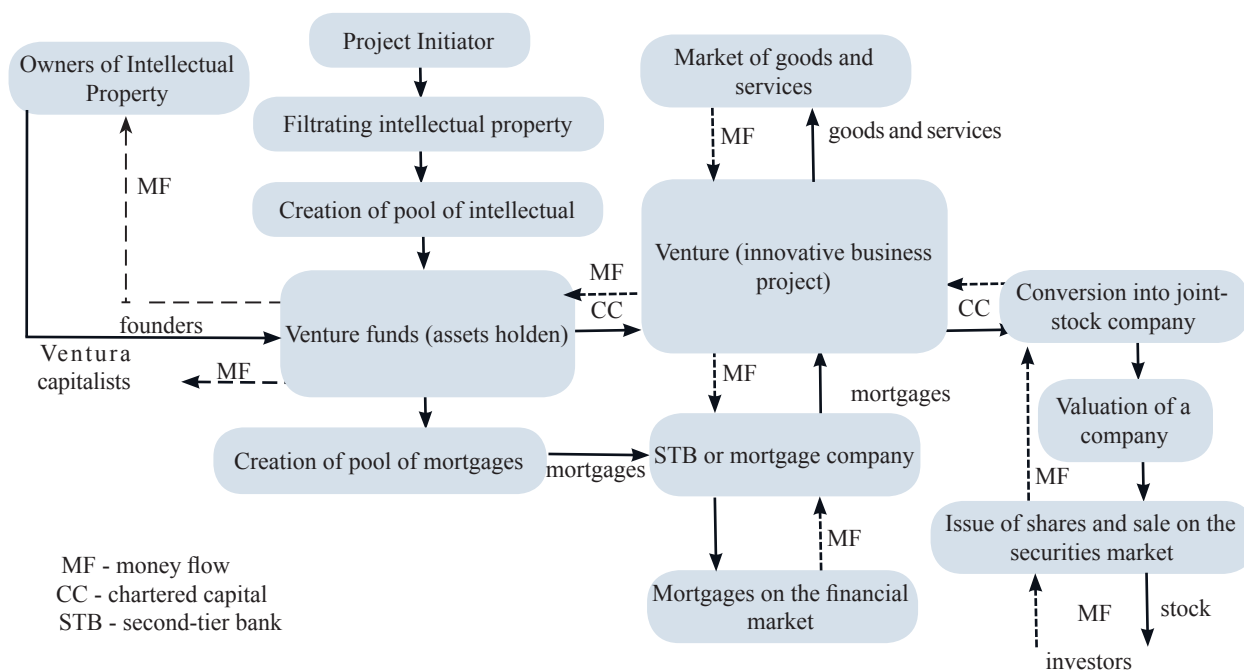 Project Initiator
Owners of Intellectual
Property
Filtrating intellectual property
Creation of pool of intellectual
MF
Venture funds (assets holden)
founders
Ventura
capitalists
MF
Creation of pool of mortgages
mortgages
Market of goods and
services
MF
goods and services
Venture (innovative business
project)
MF
CC
MF
mortgages
STB or mortgage company
MF
Mortgages on the financial
market
CC
Conversion into joint-
stock company
Valuation of a
company
MF
Issue of shares and sale on the
securities market
MF
stock
investors
MF - money flow
CC - chartered capital
STB - second-tier bank